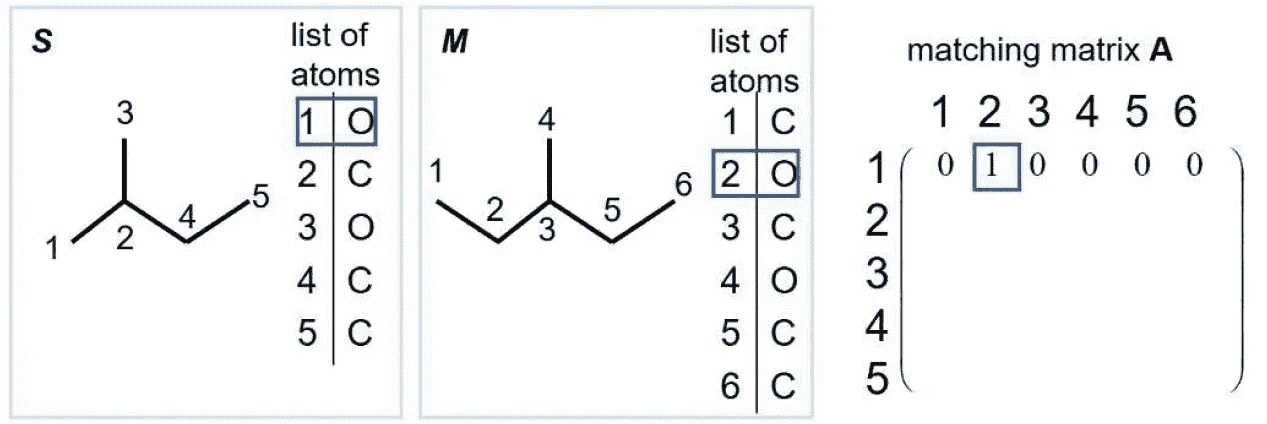 S
list of
atoms
1 O
2 C
3 O
4 C
5 C
3
1
2
4
5
M
list of
atoms
1 C
2 O
3 C
4 O
5 C
6 C
4
1
2
3
5
6
matching matrix A
1 2 3 4 5 6
1 0 1 0 0 0 0
2
3
4
5